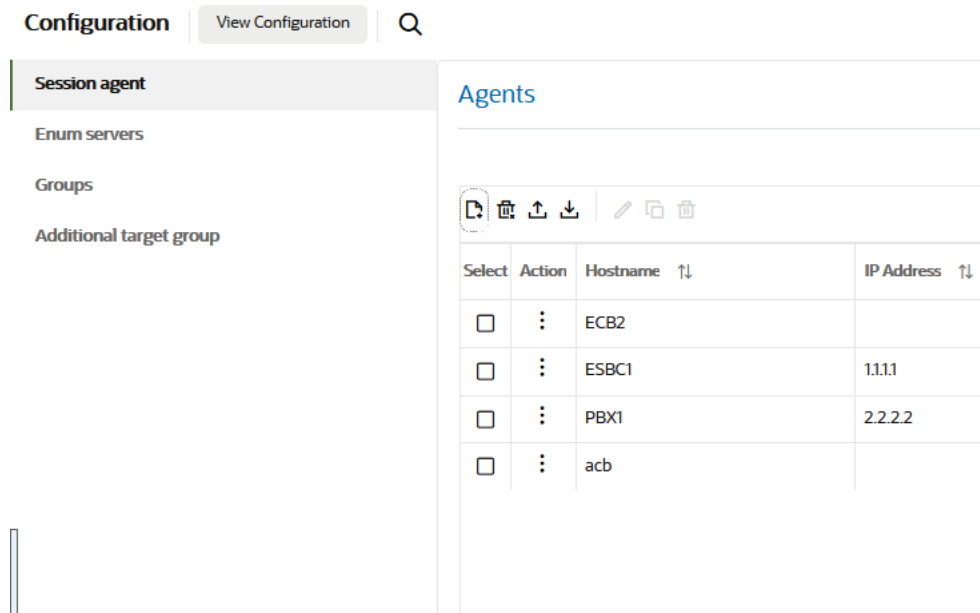 Configuration View Configuration
Session agent
Enum servers
Groups
Additional target group
Agents
Select Action Hostname IP Address
ECB2
ESBC1 1.1.1.1
PBX1 2.2.2.2
acb